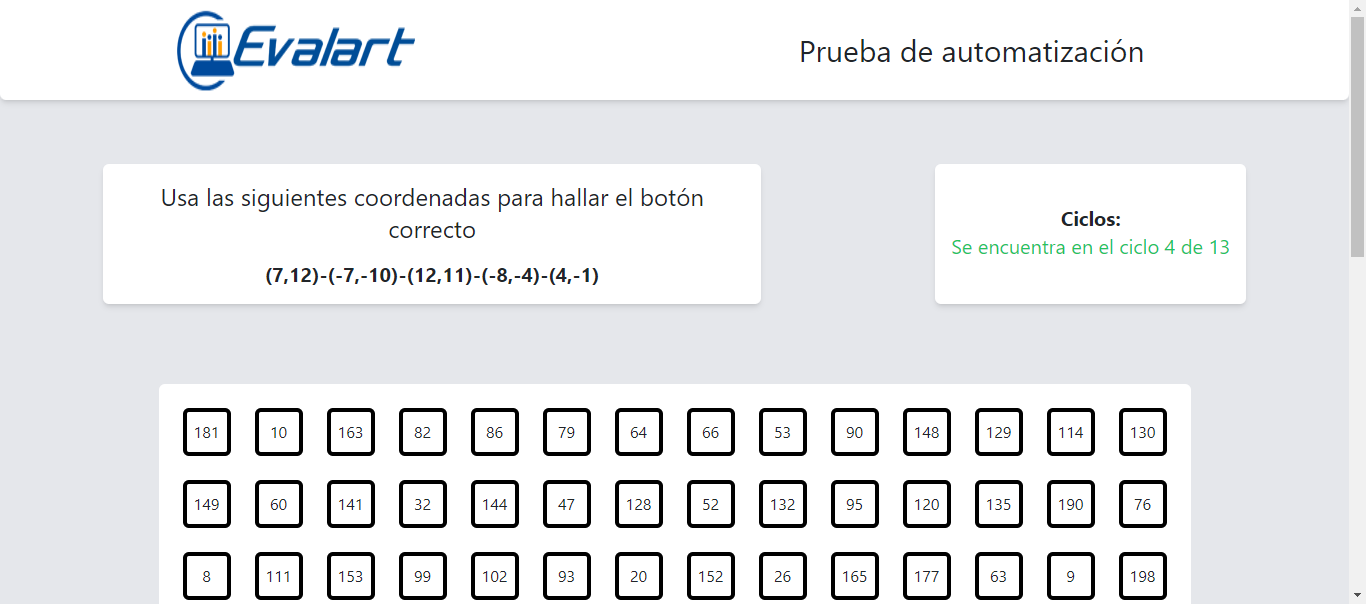 Evalart
Prueba de automatización
Usa las siguientes coordenadas para hallar el botón
correcto
(7,12)-(-7,-10)-(12,11)-(-8,-4)-(4,-1)
Ciclos:
Se encuentra en el ciclo 4 de 13
181 10 163 82 86 79 64 66 53 90 148 129 114 130
149 60 141 32 144 47 128 52 132 95 120 135 190 76
8 111 153 99 102 93 20 152 26 165 177 63 9 198